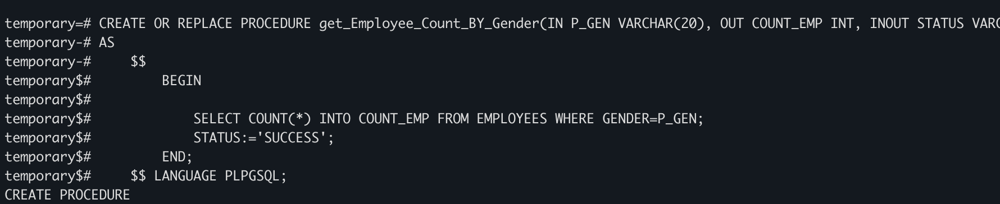 temporary=# CREATE OR REPLACE PROCEDURE get_Employee_Count_BY_Gender(IN P_GEN VARCHAR(20), OUT COUNT_EMP INT, INOUT STATUS
temporary-# AS
temporary-#     $$
temporary$#         BEGIN
temporary$#
temporary$#             SELECT COUNT(*) INTO COUNT_EMP FROM EMPLOYEES WHERE GENDER=P_GEN;
temporary$#             STATUS:='SUCCESS';
temporary$#         END;
temporary$#     $$ LANGUAGE PLPGSQL;
CREATE PROCEDURE